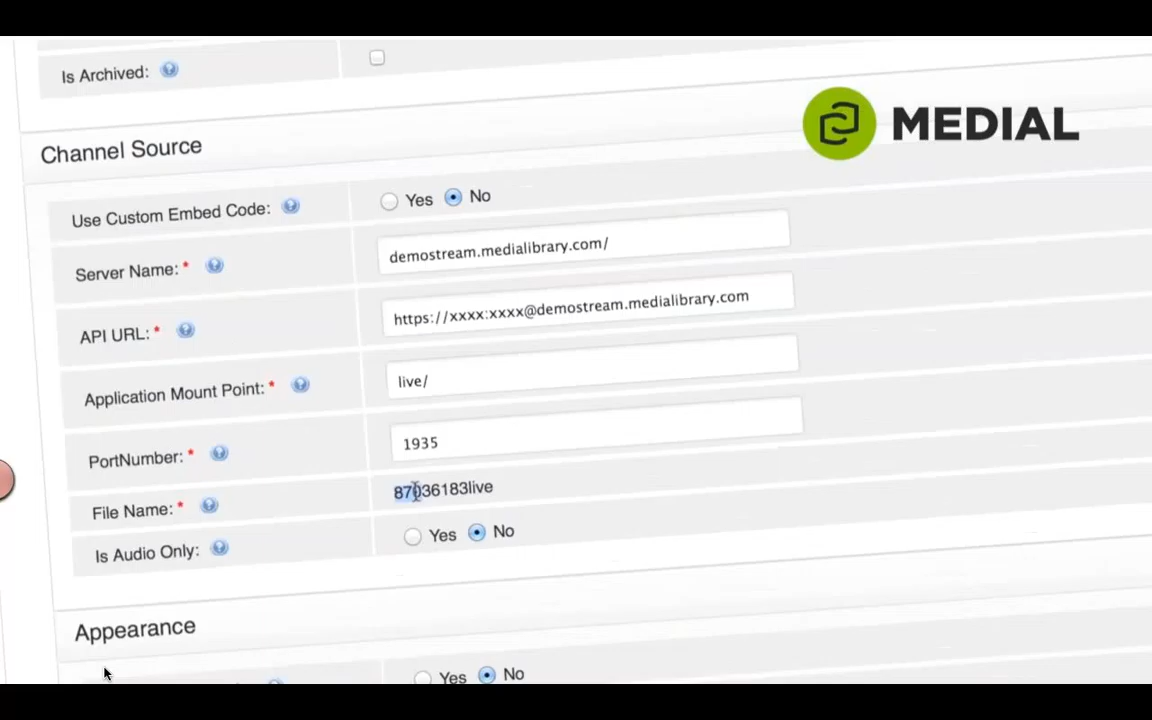 Is Archived:
MEDIAL
Channel Source
Use Custom Embed Code: Yes No
Server Name: * demostream.medialibrary.com/
API URL: * https://xxxx:xxxx@demostream.medialibrary.com
Application Mount Point: * live/
PortNumber: * 1935
File Name: * 87036183live
Is Audio Only: Yes No
Appearance
Yes No